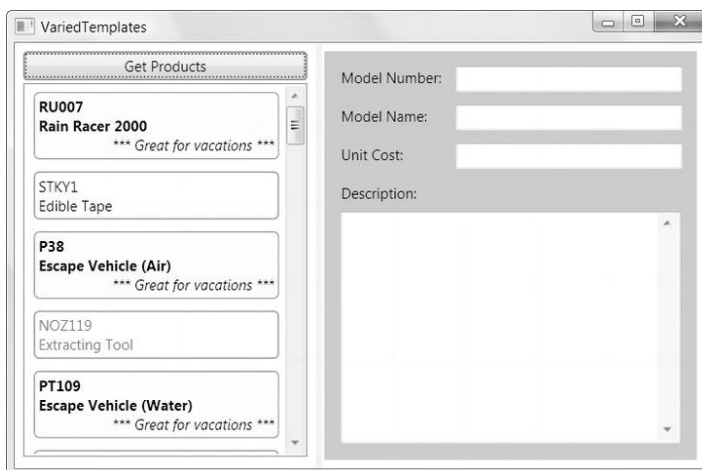 VariedTemplates
Get Products
RU007
Rain Racer 2000
*** Great for vacations ***
STKY1
Edible Tape
P38
Escape Vehicle (Air)
*** Great for vacations ***
NOZ119
Extracting Tool
PT109
Escape Vehicle (Water)
*** Great for vacations ***
Model Number:
Model Name:
Unit Cost:
Description: